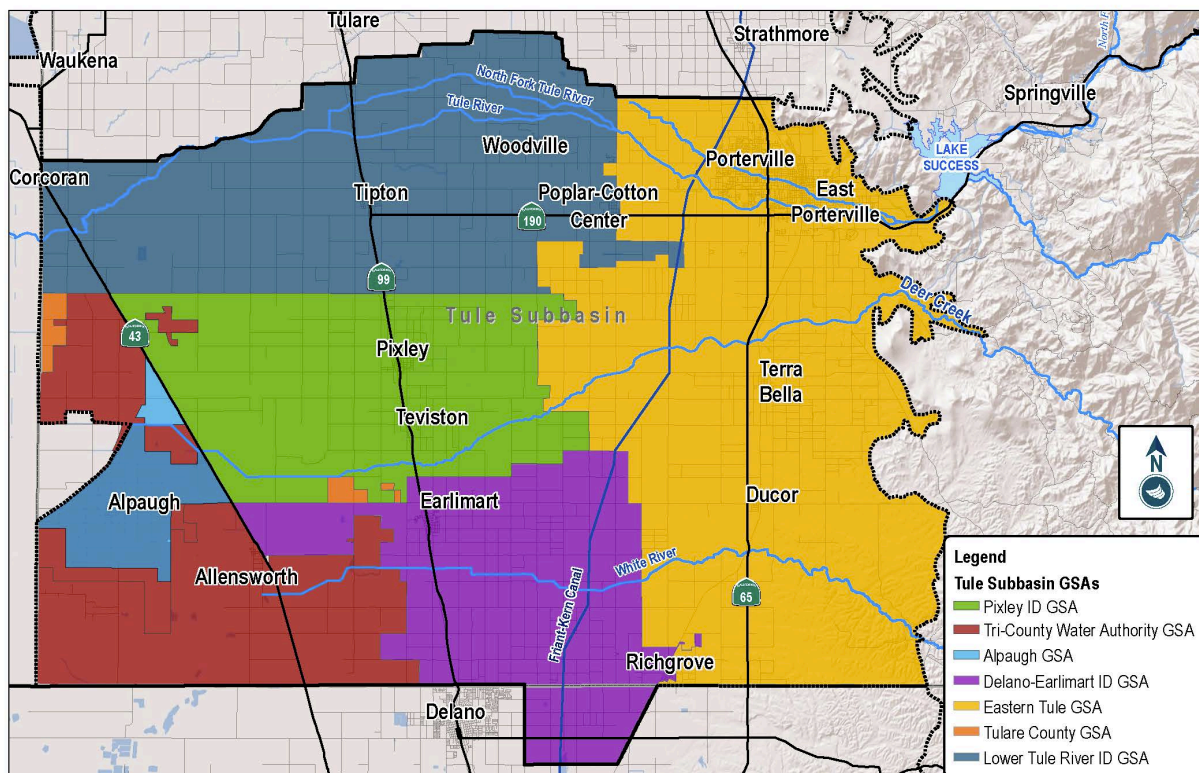 Tulare
Strathmore
Waukena
North F
Springville
North Fork Tule River
Tule River
Woodville
Porterville
LAKE
SUCCESS
Corcoran
Tipton
Poplar-Cotton
Center
East
Porterville
190
99
Deer Creek
Tule Subbasin
43
Pixley
Terra
Bella
Teviston
N
Alpaugh
Earlimart
Ducor
White River
Allensworth
65
Friant-Kern Canal
Richgrove
Delano
Legend
Tule Subbasin GSAs
Pixley ID GSA
Tri-County Water Authority GSA
Alpaugh GSA
Delano-Earlimart ID GSA
Eastern Tule GSA
Tulare County GSA
Lower Tule River ID GSA